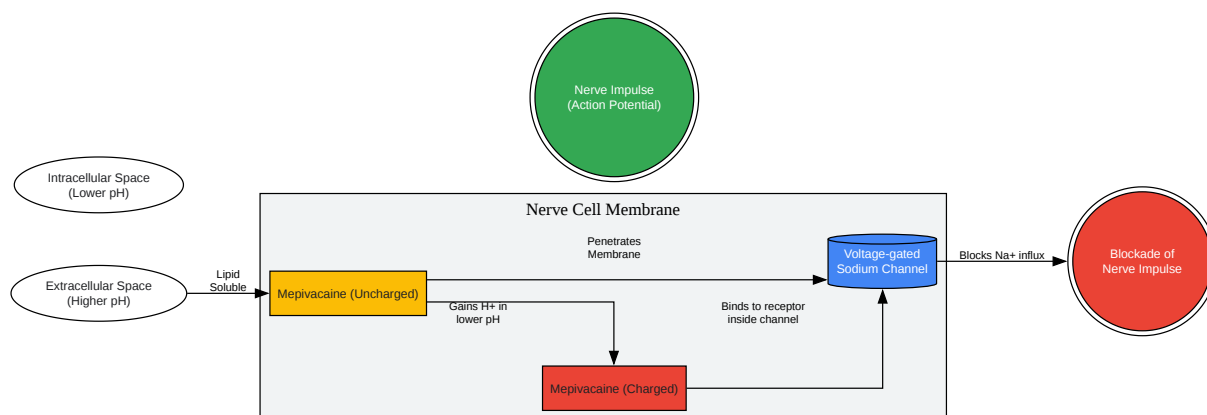 Nerve Impulse
(Action Potential)
Intracellular Space
(Lower pH)
Nerve Cell Membrane
Penetrates
Membrane
Voltage-gated
Sodium Channel
Blocks Na+ influx
Blockade of
Nerve Impulse
Extracellular Space
(Higher pH)
Lipid
Soluble
Mepivacaine (Uncharged)
Gains H+ in
lower pH
Binds to receptor
inside channel
Mepivacaine (Charged)